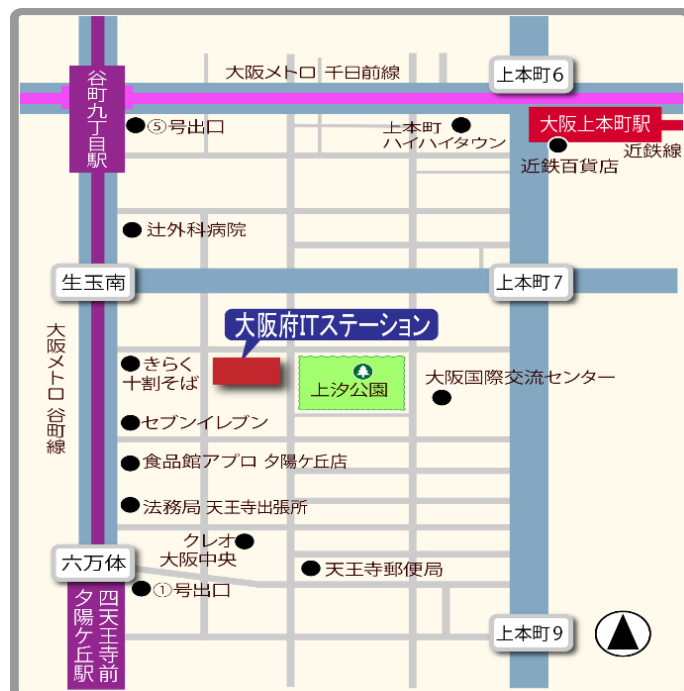 大阪メトロ 千日前線
上本町6
谷町九丁目駅
⑤号出口
上本町
ハイハイタウン
大阪上本町駅
近鉄線
近鉄百貨店
辻外科病院
生玉南
上本町7
大阪府ITステーション
大阪メトロ 谷町線
きらく
十割そば
上汐公園
大阪国際交流センター
セブンイレブン
食品館アプロ 夕陽ケ丘店
法務局 天王寺出張所
クレオ
大阪中央
六万体
天王寺郵便局
①号出口
四天王寺前
夕陽ケ丘駅
上本町9